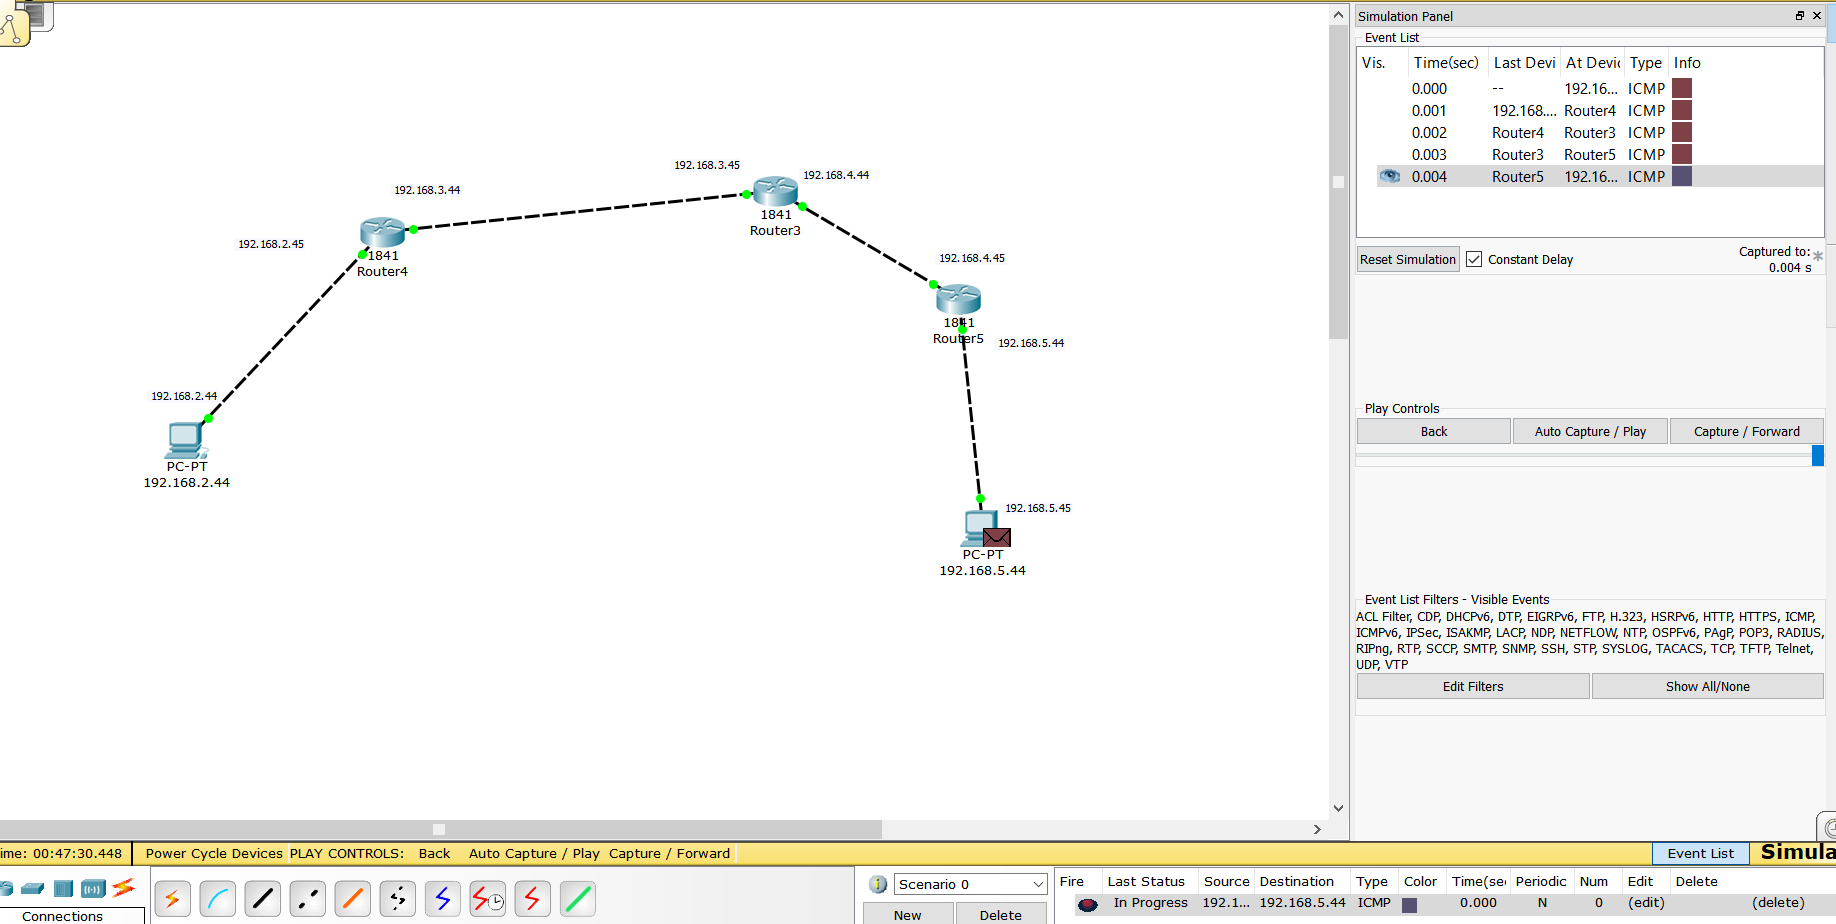 Simulation Panel
Event List
Vis. Time(sec) Last Devi At Devic Type Info
0.000 -- 192.16... ICMP
0.001 192.168.... Router4 ICMP
0.002 Router4 Router3 ICMP
0.003 Router3 Router5 ICMP
0.004 Router5 192.16... ICMP
Reset Simulation Constant Delay Captured to: *
0.004 s
Play Controls
Back Auto Capture / Play Capture / Forward
Event List Filters - Visible Events
ACL Filter, CDP, DHCPv6, DTP, EIGRPv6, FTP, H.323, HSRPv6, HTTP, HTTPS, ICMP,
ICMPv6, IPSec, ISAKMP, LACP, NDP, NETFLOW, NTP, OSPFv6, PAgP, POP3, RADIUS,
RIPng, RTP, SCCP, SMTP, SNMP, SSH, STP, SYSLOG, TACACS, TCP, TFTP, Telnet,
UDP, VTP
Edit Filters Show All/None
192.168.3.45
192.168.4.44
192.168.3.44
1841
Router3
192.168.2.45
1841
Router4
192.168.4.45
1841
Router5
192.168.5.44
192.168.2.44
PC-PT
192.168.2.44
192.168.5.45
PC-PT
192.168.5.44
ime: 00:47:30.448 Power Cycle Devices PLAY CONTROLS: Back Auto Capture / Play Capture / Forward
Event List Simula
Connections
Scenario 0
New Delete
Fire Last Status Source Destination Type Color Time(sec Periodic Num Edit Delete
In Progress 192.1... 192.168.5.44 ICMP 0.000 N 0 (edit) (delete)